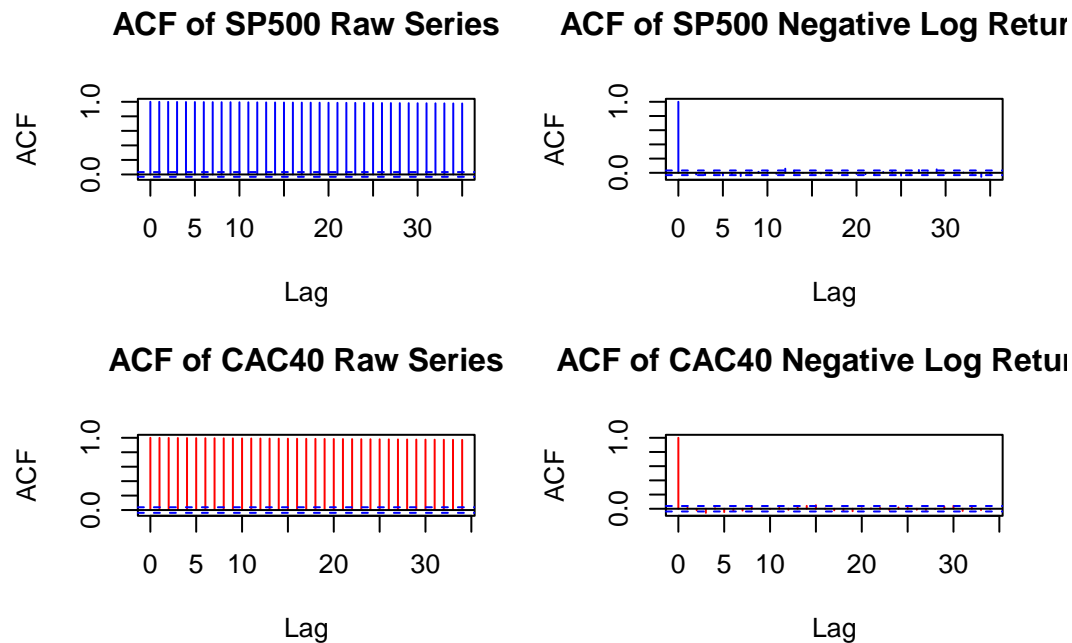 ACF of SP500 Raw Series
ACF
1.0
0.0
0 5 10 20 30
Lag
ACF of SP500 Negative Log Retur
ACF
1.0
0.0
0 5 10 20 30
Lag
ACF of CAC40 Raw Series
ACF
1.0
0.0
0 5 10 20 30
Lag
ACF of CAC40 Negative Log Retur
ACF
1.0
0.0
0 5 10 20 30
Lag